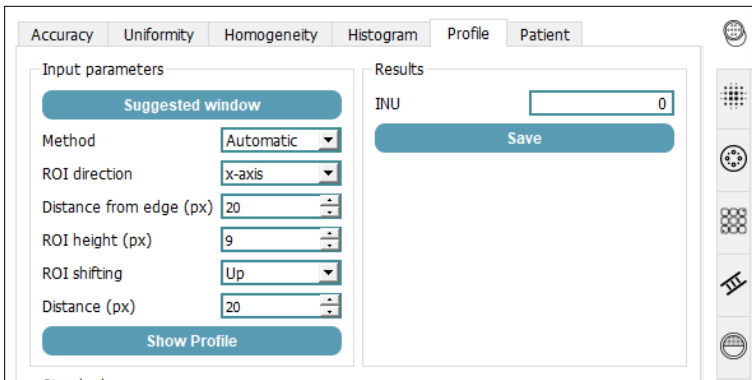 Accuracy Uniformity Homogeneity Histogram Profile Patient
Input parameters
Suggested window
Method Automatic
ROI direction x-axis
Distance from edge (px) 20
ROI height (px) 9
ROI shifting Up
Distance (px) 20
Show Profile
Results
INU 0
Save